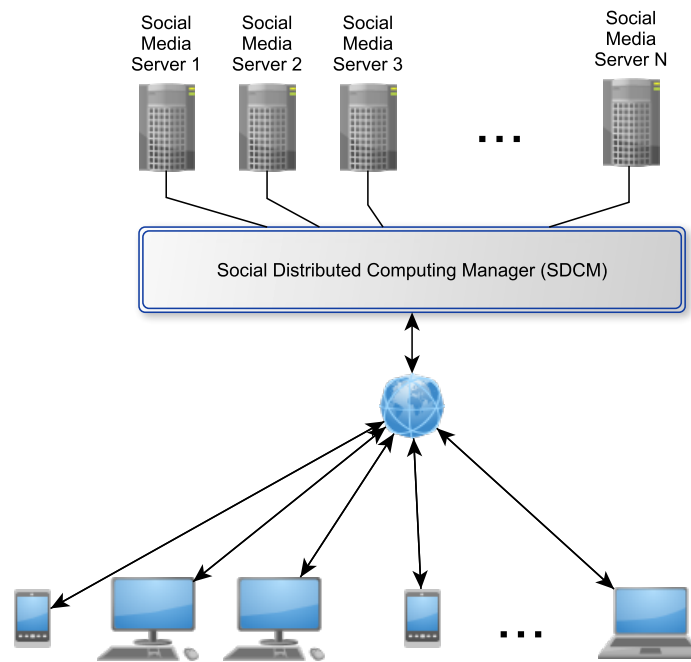 Social
Media
Server 1
Social
Media
Server 2
Social
Media
Server 3
Social
Media
Server N
...
Social Distributed Computing Manager (SDCM)
...